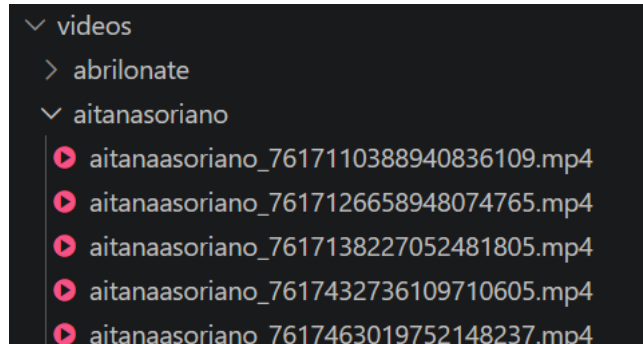 videos
abrilonate
aitanasoriano
aitanaasoriano_7617110388940836109.mp4
aitanaasoriano_7617126658948074765.mp4
aitanaasoriano_7617138227052481805.mp4
aitanaasoriano_7617432736109710605.mp4
aitanaasoriano_7617463019752148237.mp4